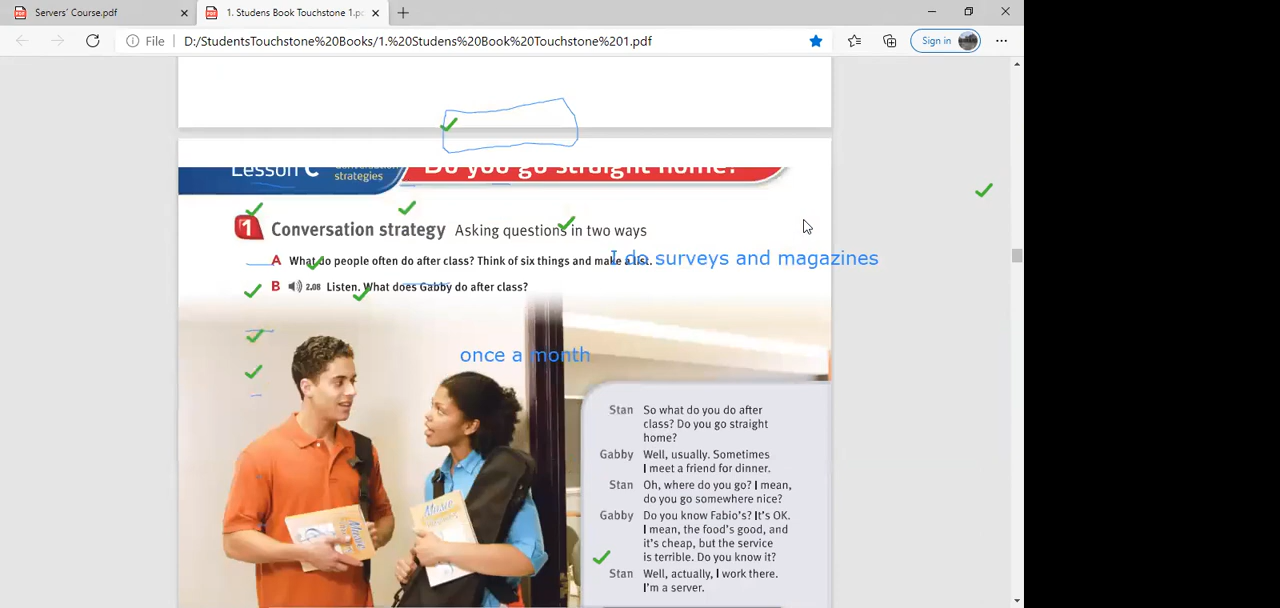 Servers' Course.pdf
1. Studens Book Touchstone 1.pd
File
D:/StudentsTouchstone%20Books/1.%20Studens%20Book%20Touchstone%201.pdf
Sign in
Lesson C
Conversation
strategies
Do you go straight home?
1 Conversation strategy Asking questions in two ways
A What do people often do after class? Think of six things and make a list.
I do surveys and magazines
B 2.08 Listen. What does Gabby do after class?
once a month
Stan So what do you do after
class? Do you go straight
home?
Gabby Well, usually. Sometimes
I meet a friend for dinner.
Stan Oh, where do you go? I mean,
do you go somewhere nice?
Gabby Do you know Fabio's? It's OK.
I mean, the food's good, and
it's cheap, but the service
is terrible. Do you know it?
Stan Well, actually, I work there.
I'm a server.
Music
Music